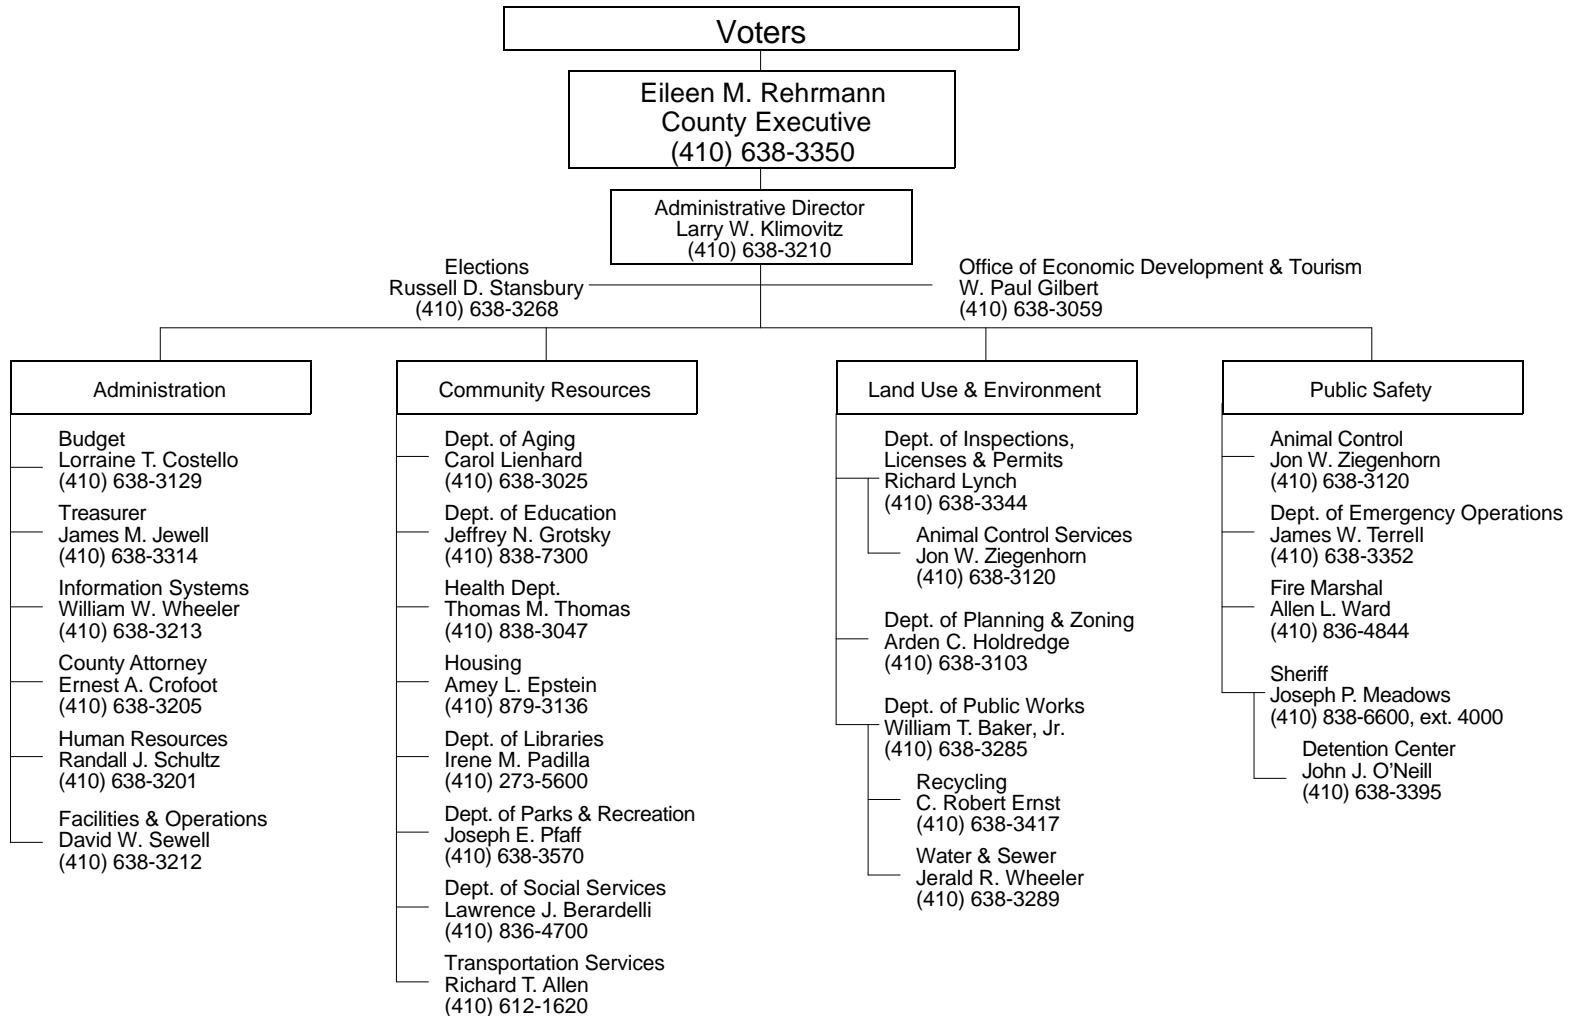 Voters
Eileen M. Rehrmann
County Executive
(410) 638-3350
Administrative Director
Larry W. Klimovitz
(410) 638-3210
Elections
Russell D. Stansbury
(410) 638-3268
Office of Economic Development & Tourism
W. Paul Gilbert
(410) 638-3059
Administration
Budget
Lorraine T. Costello
(410) 638-3129
Treasurer
James M. Jewell
(410) 638-3314
Information Systems
William W. Wheeler
(410) 638-3213
County Attorney
Ernest A. Crofoot
(410) 638-3205
Human Resources
Randall J. Schultz
(410) 638-3201
Facilities & Operations
David W. Sewell
(410) 638-3212
Community Resources
Dept. of Aging
Carol Lienhard
(410) 638-3025
Dept. of Education
Jeffrey N. Grotsky
(410) 838-7300
Health Dept.
Thomas M. Thomas
(410) 838-3047
Housing
Amey L. Epstein
(410) 879-3136
Dept. of Libraries
Irene M. Padilla
(410) 273-5600
Dept. of Parks & Recreation
Joseph E. Pfaff
(410) 638-3570
Dept. of Social Services
Lawrence J. Berardelli
(410) 836-4700
Transportation Services
Richard T. Allen
(410) 612-1620
Land Use & Environment
Dept. of Inspections,
Licenses & Permits
Richard Lynch
(410) 638-3344
Animal Control Services
Jon W. Ziegenhorn
(410) 638-3120
Dept. of Planning & Zoning
Arden C. Holdredge
(410) 638-3103
Dept. of Public Works
William T. Baker, Jr.
(410) 638-3285
Recycling
C. Robert Ernst
(410) 638-3417
Water & Sewer
Jerald R. Wheeler
(410) 638-3289
Public Safety
Animal Control
Jon W. Ziegenhorn
(410) 638-3120
Dept. of Emergency Operations
James W. Terrell
(410) 638-3352
Fire Marshal
Allen L. Ward
(410) 836-4844
Sheriff
Joseph P. Meadows
(410) 838-6600, ext. 4000
Detention Center
John J. O'Neill
(410) 638-3395